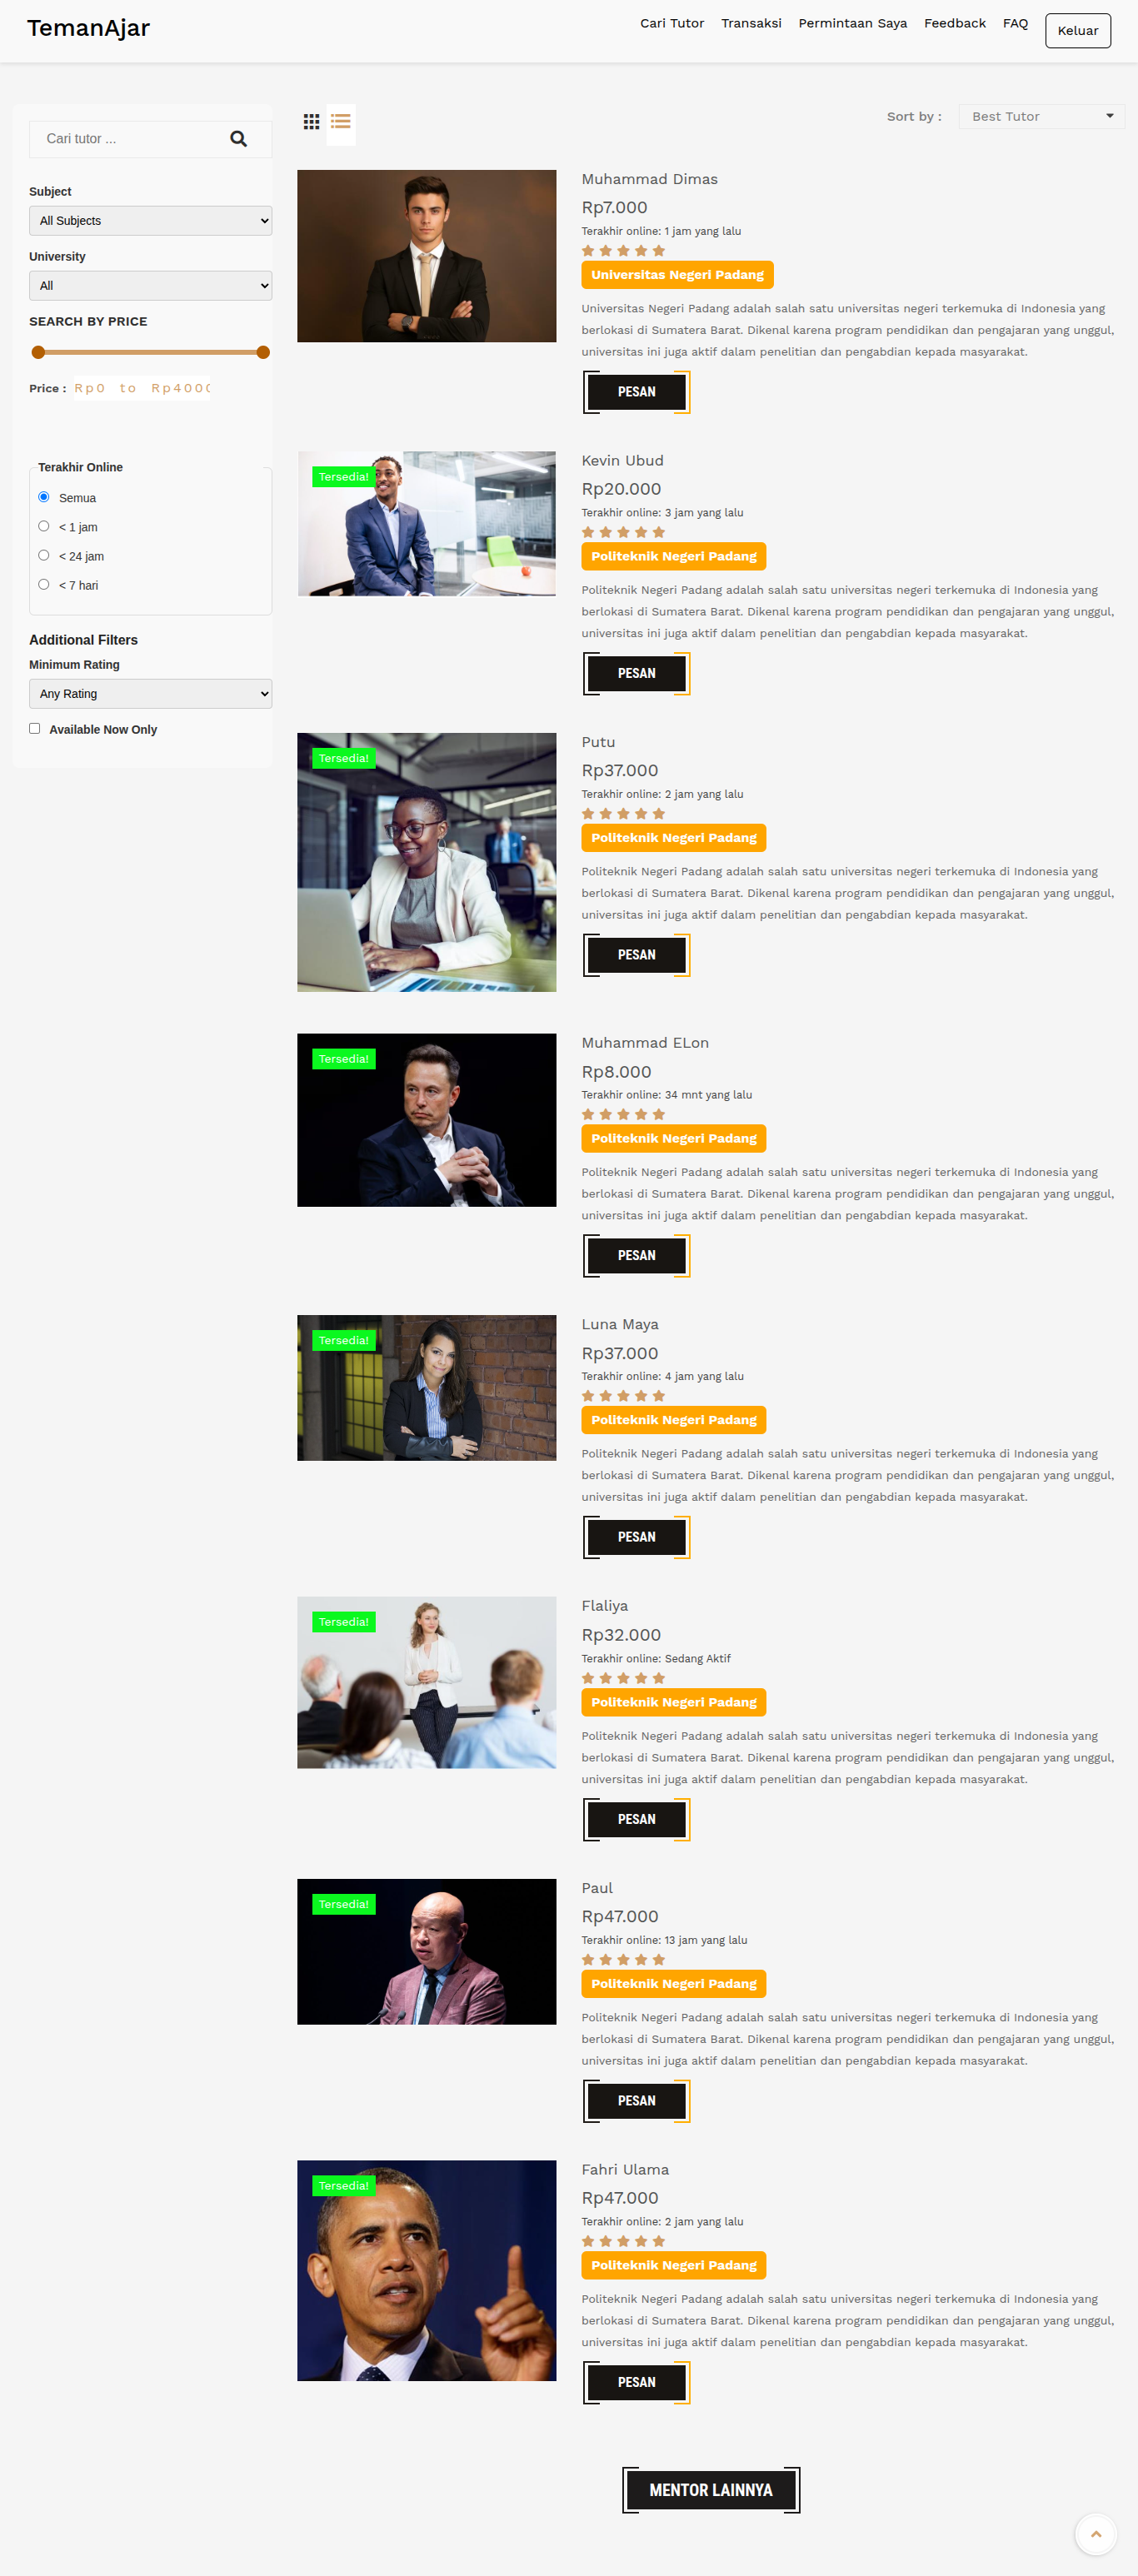 TemanAjar
Cari Tutor
Transaksi
Permintaan Saya
Feedback
FAQ
Keluar
Cari tutor ...
Subject
All Subjects
University
All
SEARCH BY PRICE
Price :
Rp0 to Rp4000
Terakhir Online
Semua
< 1 jam
< 24 jam
< 7 hari
Additional Filters
Minimum Rating
Any Rating
Available Now Only
Sort by :
Best Tutor
Muhammad Dimas
Rp7.000
Terakhir online: 1 jam yang lalu
Universitas Negeri Padang
Universitas Negeri Padang adalah salah satu universitas negeri terkemuka di Indonesia yang
berlokasi di Sumatera Barat. Dikenal karena program pendidikan dan pengajaran yang unggul,
universitas ini juga aktif dalam penelitian dan pengabdian kepada masyarakat.
PESAN
Tersedia!
Kevin Ubud
Rp20.000
Terakhir online: 3 jam yang lalu
Politeknik Negeri Padang
Politeknik Negeri Padang adalah salah satu universitas negeri terkemuka di Indonesia yang
berlokasi di Sumatera Barat. Dikenal karena program pendidikan dan pengajaran yang unggul,
universitas ini juga aktif dalam penelitian dan pengabdian kepada masyarakat.
PESAN
Tersedia!
Putu
Rp37.000
Terakhir online: 2 jam yang lalu
Politeknik Negeri Padang
Politeknik Negeri Padang adalah salah satu universitas negeri terkemuka di Indonesia yang
berlokasi di Sumatera Barat. Dikenal karena program pendidikan dan pengajaran yang unggul,
universitas ini juga aktif dalam penelitian dan pengabdian kepada masyarakat.
PESAN
Tersedia!
Muhammad ELon
Rp8.000
Terakhir online: 34 mnt yang lalu
Politeknik Negeri Padang
Politeknik Negeri Padang adalah salah satu universitas negeri terkemuka di Indonesia yang
berlokasi di Sumatera Barat. Dikenal karena program pendidikan dan pengajaran yang unggul,
universitas ini juga aktif dalam penelitian dan pengabdian kepada masyarakat.
PESAN
Tersedia!
Luna Maya
Rp37.000
Terakhir online: 4 jam yang lalu
Politeknik Negeri Padang
Politeknik Negeri Padang adalah salah satu universitas negeri terkemuka di Indonesia yang
berlokasi di Sumatera Barat. Dikenal karena program pendidikan dan pengajaran yang unggul,
universitas ini juga aktif dalam penelitian dan pengabdian kepada masyarakat.
PESAN
Tersedia!
Flaliya
Rp32.000
Terakhir online: Sedang Aktif
Politeknik Negeri Padang
Politeknik Negeri Padang adalah salah satu universitas negeri terkemuka di Indonesia yang
berlokasi di Sumatera Barat. Dikenal karena program pendidikan dan pengajaran yang unggul,
universitas ini juga aktif dalam penelitian dan pengabdian kepada masyarakat.
PESAN
Tersedia!
Paul
Rp47.000
Terakhir online: 13 jam yang lalu
Politeknik Negeri Padang
Politeknik Negeri Padang adalah salah satu universitas negeri terkemuka di Indonesia yang
berlokasi di Sumatera Barat. Dikenal karena program pendidikan dan pengajaran yang unggul,
universitas ini juga aktif dalam penelitian dan pengabdian kepada masyarakat.
PESAN
Tersedia!
Fahri Ulama
Rp47.000
Terakhir online: 2 jam yang lalu
Politeknik Negeri Padang
Politeknik Negeri Padang adalah salah satu universitas negeri terkemuka di Indonesia yang
berlokasi di Sumatera Barat. Dikenal karena program pendidikan dan pengajaran yang unggul,
universitas ini juga aktif dalam penelitian dan pengabdian kepada masyarakat.
PESAN
MENTOR LAINNYA